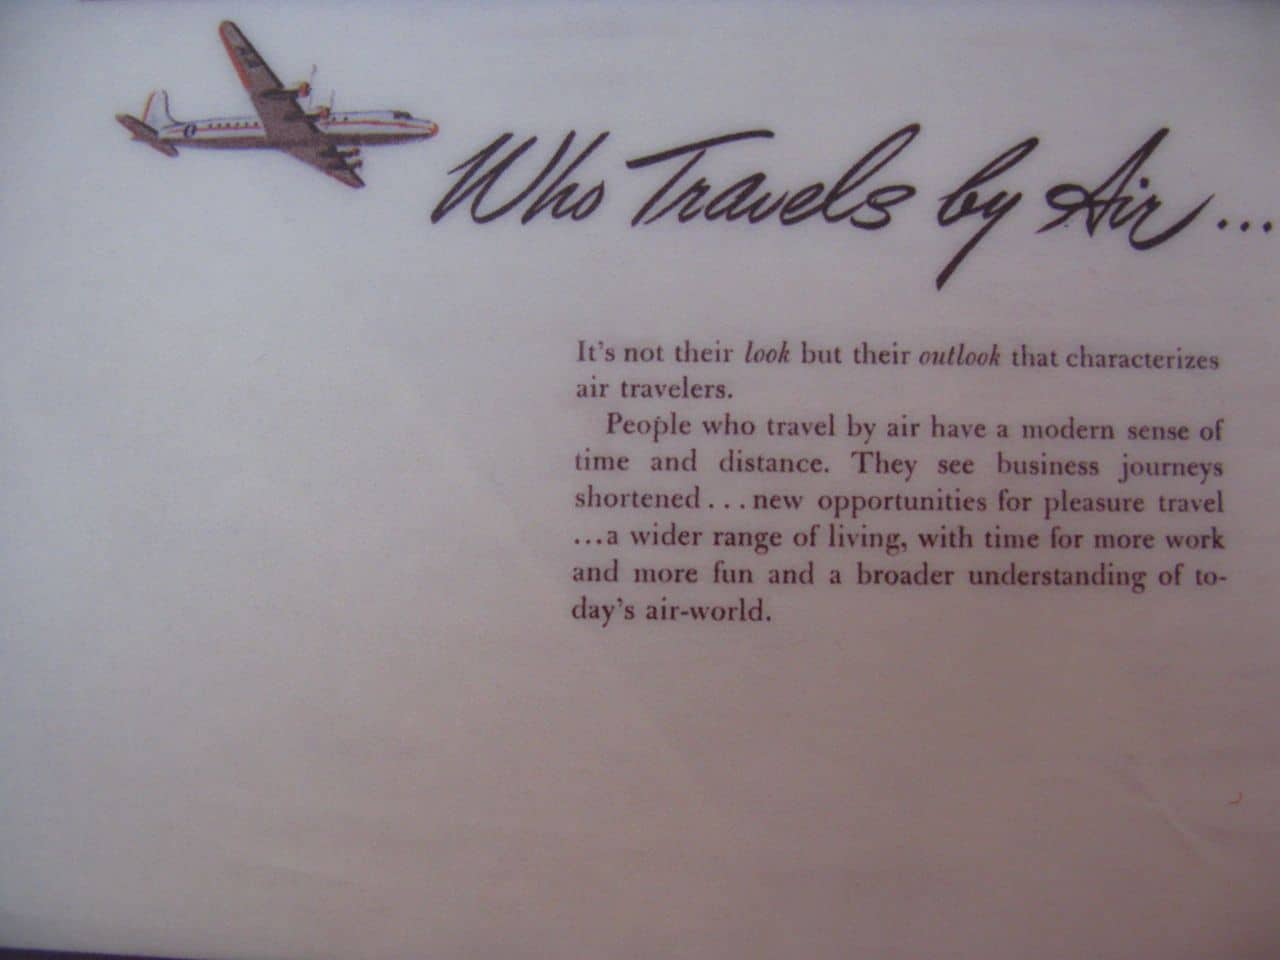 Who Travels by Air...
It's not their look but their outlook that characterizes
air travelers.
People who travel by air have a modern sense of
time and distance. They see business journeys
shortened...new opportunities for pleasure travel
...a wider range of living, with time for more work
and more fun and a broader understanding of to-
day's air-world.